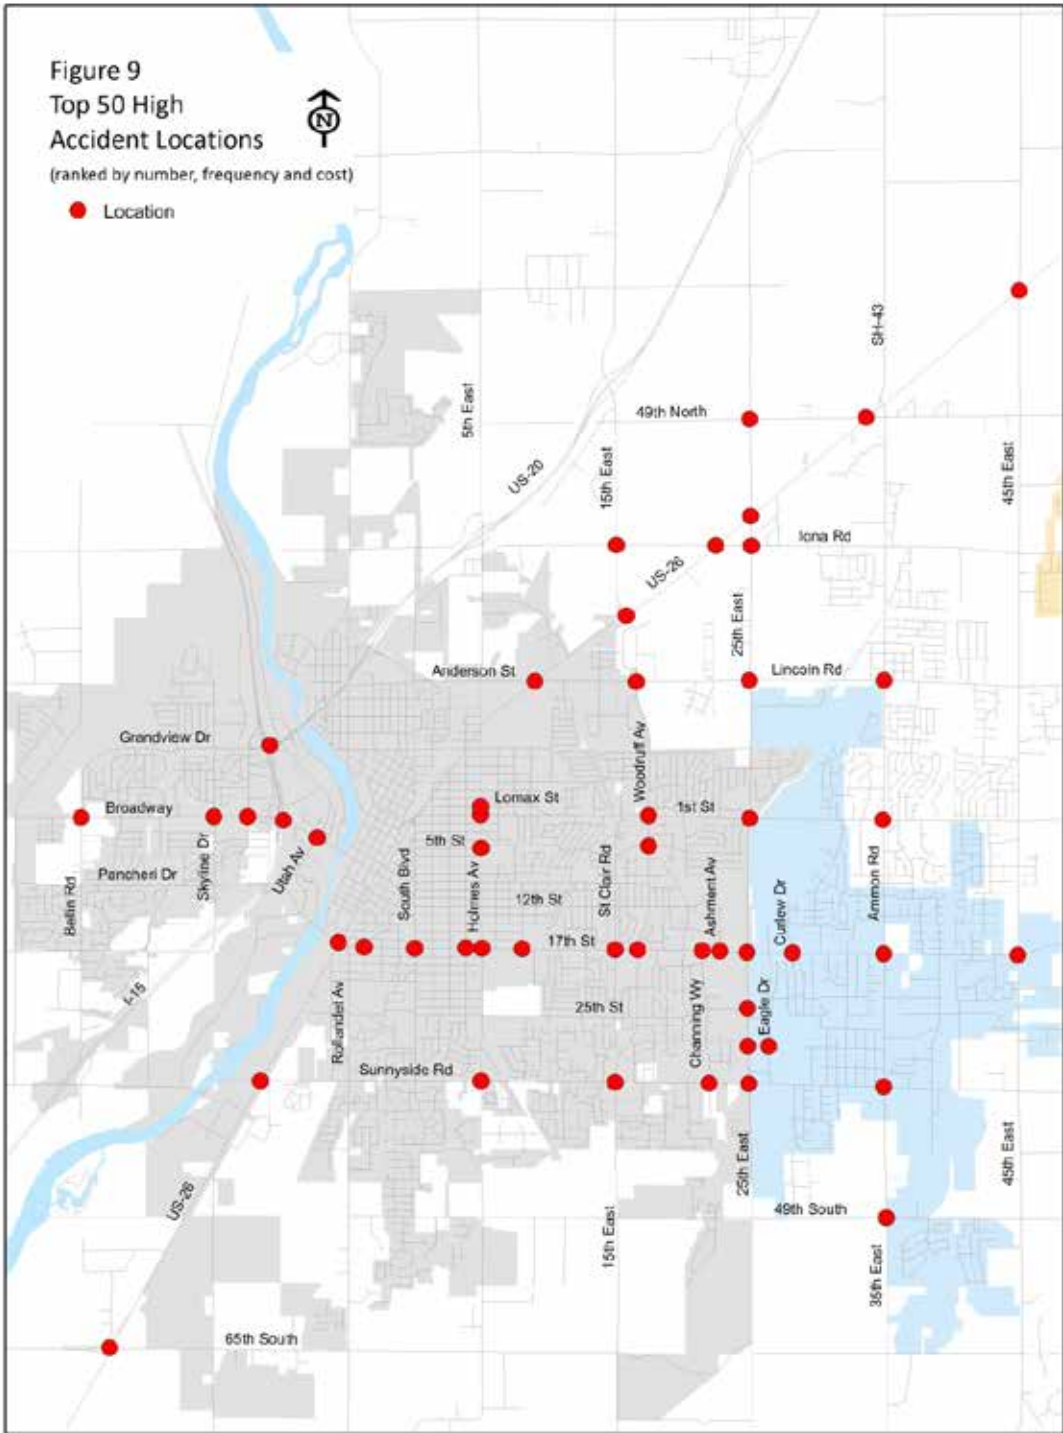 Figure 9
Top 50 High
Accident Locations
(ranked by number, frequency and cost)
Location
N
SH-43
5th East
49th North
US-20
15th East
45th East
Iona Rd
US-26
25th East
Anderson St
Lincoln Rd
Grandview Dr
Woodruff Av
Broadway
Lomax St
1st St
5th St
Skyline Dr
Utah Av
Pancheri Dr
Bellin Rd
South Blvd
Holmes Av
12th St
St Clair Rd
Ashment Av
Curlew Dr
Ammon Rd
17th St
I-15
Rollandet Av
25th St
Channing Wy
Eagle Dr
Sunnyside Rd
25th East
45th East
US-26
15th East
49th South
35th East
65th South